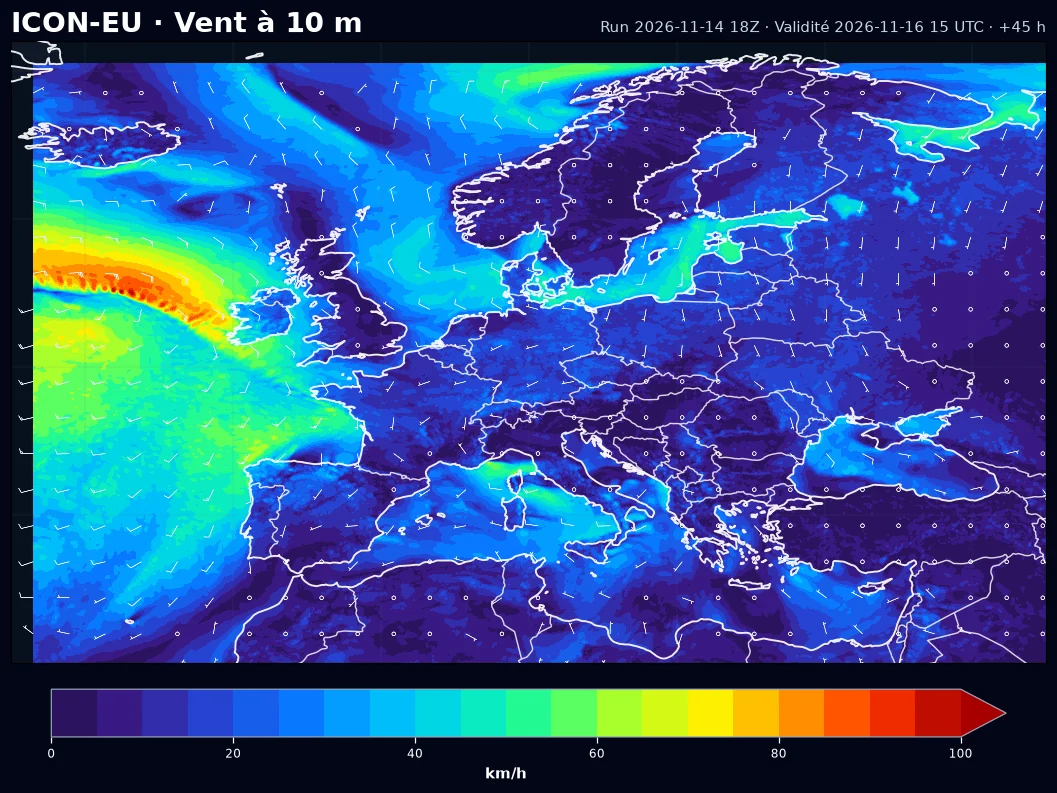 ICON-EU · Vent à 10 m
Run 2026-11-14 18Z · Validité 2026-11-16 15 UTC · +45 h
0 20 40 60 80 100
km/h